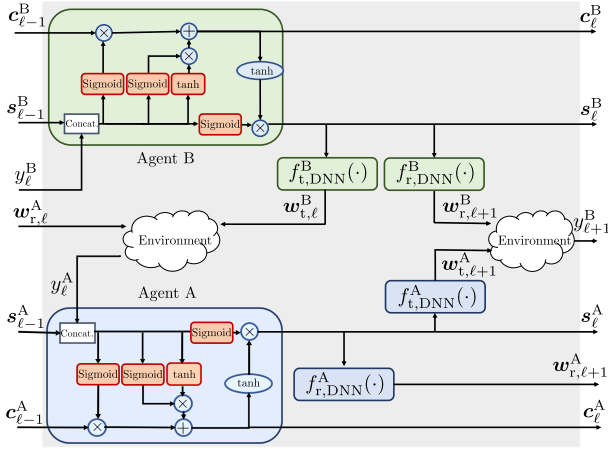 c^B_{ℓ−1}
c^B_ℓ
× +
×
Sigmoid Sigmoid tanh
tanh
s^B_{ℓ−1}
Concat.
Sigmoid
×
s^B_ℓ
Agent B
y^B_ℓ
f^B_{t,DNN}(·)
f^B_{r,DNN}(·)
w^A_{r,ℓ}
w^B_{t,ℓ}
w^B_{r,ℓ+1}
y^B_{ℓ+1}
Environment
Environment
w^A_{t,ℓ+1}
y^A_ℓ
Agent A
f^A_{t,DNN}(·)
s^A_{ℓ−1}
Concat.
Sigmoid
×
s^A_ℓ
Sigmoid Sigmoid tanh
tanh
f^A_{r,DNN}(·)
w^A_{r,ℓ+1}
×
c^A_{ℓ−1}
× +
c^A_ℓ